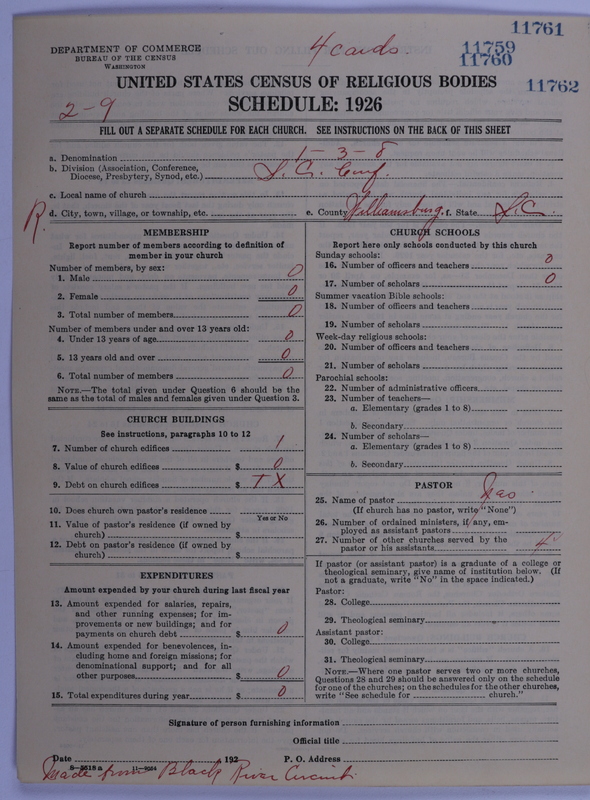 11761
4 cards.
11759
11760
11762
DEPARTMENT OF COMMERCE
BUREAU OF THE CENSUS
WASHINGTON
UNITED STATES CENSUS OF RELIGIOUS BODIES
2-9
SCHEDULE: 1926
FILL OUT A SEPARATE SCHEDULE FOR EACH CHURCH. SEE INSTRUCTIONS ON THE BACK OF THIS SHEET
a. Denomination 1-3-8
b. Division (Association, Conference, Diocese, Presbytery, Synod, etc.) S.C. Conf.
c. Local name of church
R
d. City, town, village, or township, etc. e. County Williamsburg. f. State S.C.
MEMBERSHIP
Report number of members according to definition of
member in your church
Number of members, by sex:
1. Male 0
2. Female 0
3. Total number of members 0
Number of members under and over 13 years old:
4. Under 13 years of age 0
5. 13 years old and over 0
6. Total number of members 0
NOTE.—The total given under Question 6 should be the
same as the total of males and females given under Question 3.
CHURCH BUILDINGS
See instructions, paragraphs 10 to 12
7. Number of church edifices 1
8. Value of church edifices $ 0
9. Debt on church edifices $ TX
10. Does church own pastor's residence
Yes or No
11. Value of pastor's residence (if owned by
church) $
12. Debt on pastor's residence (if owned by
church) $
EXPENDITURES
Amount expended by your church during last fiscal year
13. Amount expended for salaries, repairs,
and other running expenses; for im-
provements or new buildings; and for
payments on church debt $ 0
14. Amount expended for benevolences, in-
cluding home and foreign missions; for
denominational support; and for all
other purposes $ 0
15. Total expenditures during year $ 0
CHURCH SCHOOLS
Report here only schools conducted by this church
Sunday schools:
16. Number of officers and teachers 0
17. Number of scholars 0
Summer vacation Bible schools:
18. Number of officers and teachers
19. Number of scholars
Week-day religious schools:
20. Number of officers and teachers
21. Number of scholars
Parochial schools:
22. Number of administrative officers
23. Number of teachers—
a. Elementary (grades 1 to 8)
b. Secondary
24. Number of scholars—
a. Elementary (grades 1 to 8)
b. Secondary
PASTOR
25. Name of pastor
(If church has no pastor, write "None")
26. Number of ordained ministers, if any, em-
ployed as assistant pastors
27. Number of other churches served by the
pastor or his assistants 4
If pastor (or assistant pastor) is a graduate of a college or
theological seminary, give name of institution below. (If
not a graduate, write "No" in the space indicated.)
Pastor:
28. College
29. Theological seminary
Assistant pastor:
30. College
31. Theological seminary
NOTE.—Where one pastor serves two or more churches,
Questions 28 and 29 should be answered only on the schedule
for one of the churches; on the schedules for the other churches,
write "See schedule for church."
Signature of person furnishing information
Official title
Date , 192 P. O. Address
S-5518 a 11-9064
Made from Black River Circuit